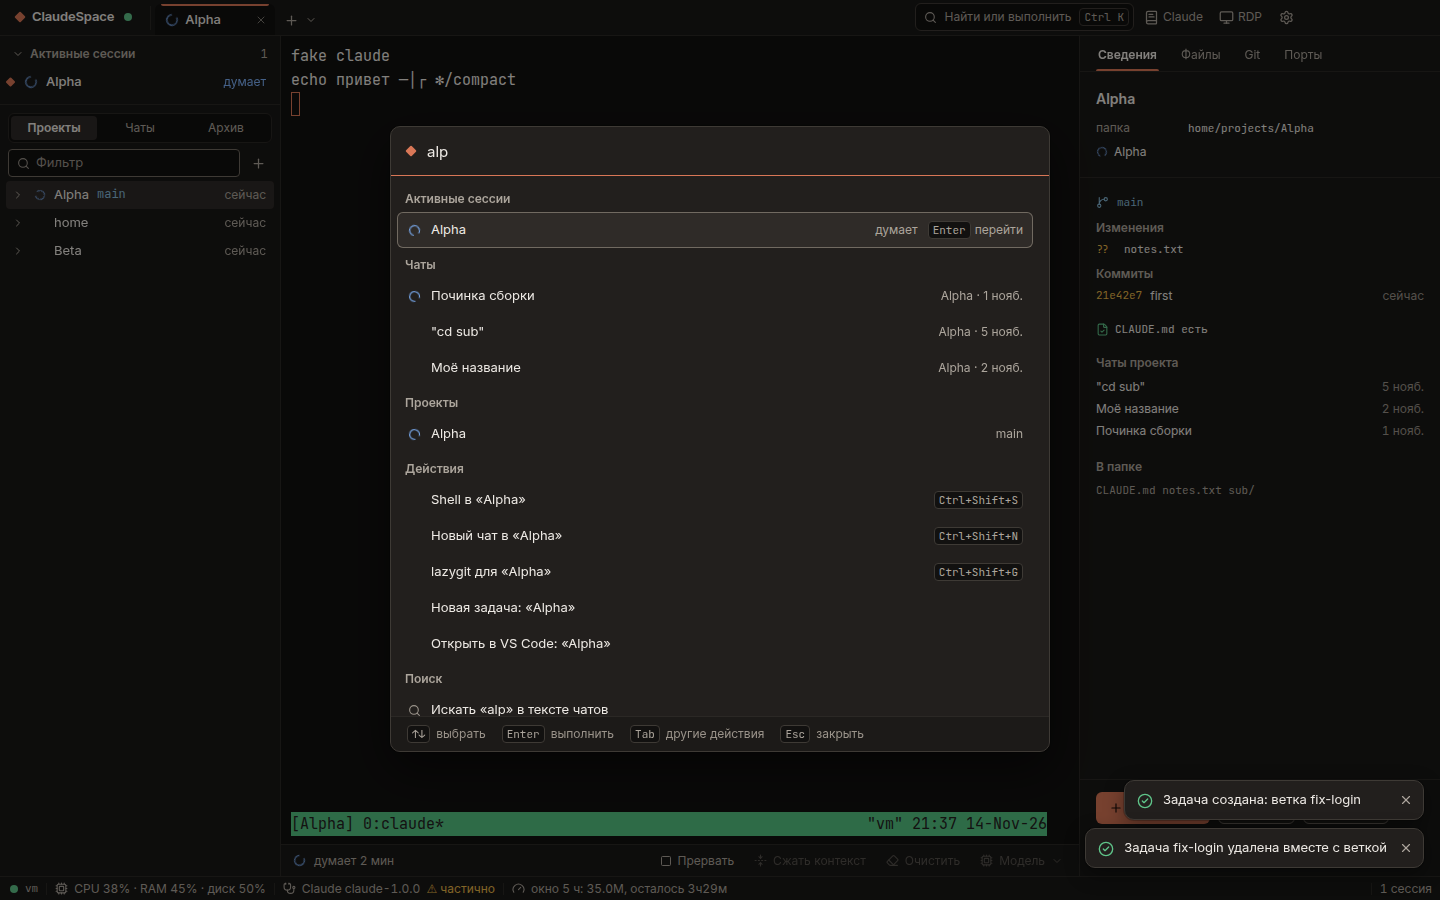 ClaudeSpace
Alpha
Найти или выполнить Ctrl K
Claude
RDP
Активные сессии 1
Alpha думает
Проекты Чаты Архив
Фильтр
Alpha main сейчас
home сейчас
Beta сейчас
fake claude
echo привет ─│┌ ✻/compact
alp
Активные сессии
Alpha думает Enter перейти
Чаты
Починка сборки Alpha · 1 нояб.
"cd sub" Alpha · 5 нояб.
Моё название Alpha · 2 нояб.
Проекты
Alpha main
Действия
Shell в «Alpha» Ctrl+Shift+S
Новый чат в «Alpha» Ctrl+Shift+N
lazygit для «Alpha» Ctrl+Shift+G
Новая задача: «Alpha»
Открыть в VS Code: «Alpha»
Поиск
Искать «alp» в тексте чатов
↑↓ выбрать Enter выполнить Tab другие действия Esc закрыть
[Alpha] 0:claude* "vm" 21:37 14-Nov-26
думает 2 мин Прервать Сжать контекст Очистить Модель
Сведения Файлы Git Порты
Alpha
папка home/projects/Alpha
Alpha
main
Изменения
?? notes.txt
Коммиты
21e42e7 first сейчас
CLAUDE.md есть
Чаты проекта
"cd sub" 5 нояб.
Моё название 2 нояб.
Починка сборки 1 нояб.
В папке
CLAUDE.md notes.txt sub/
Задача создана: ветка fix-login
Задача fix-login удалена вместе с веткой
vm CPU 38% · RAM 45% · диск 50% Claude claude-1.0.0 ⚠ частично окно 5 ч: 35.0M, осталось 3ч29м 1 сессия